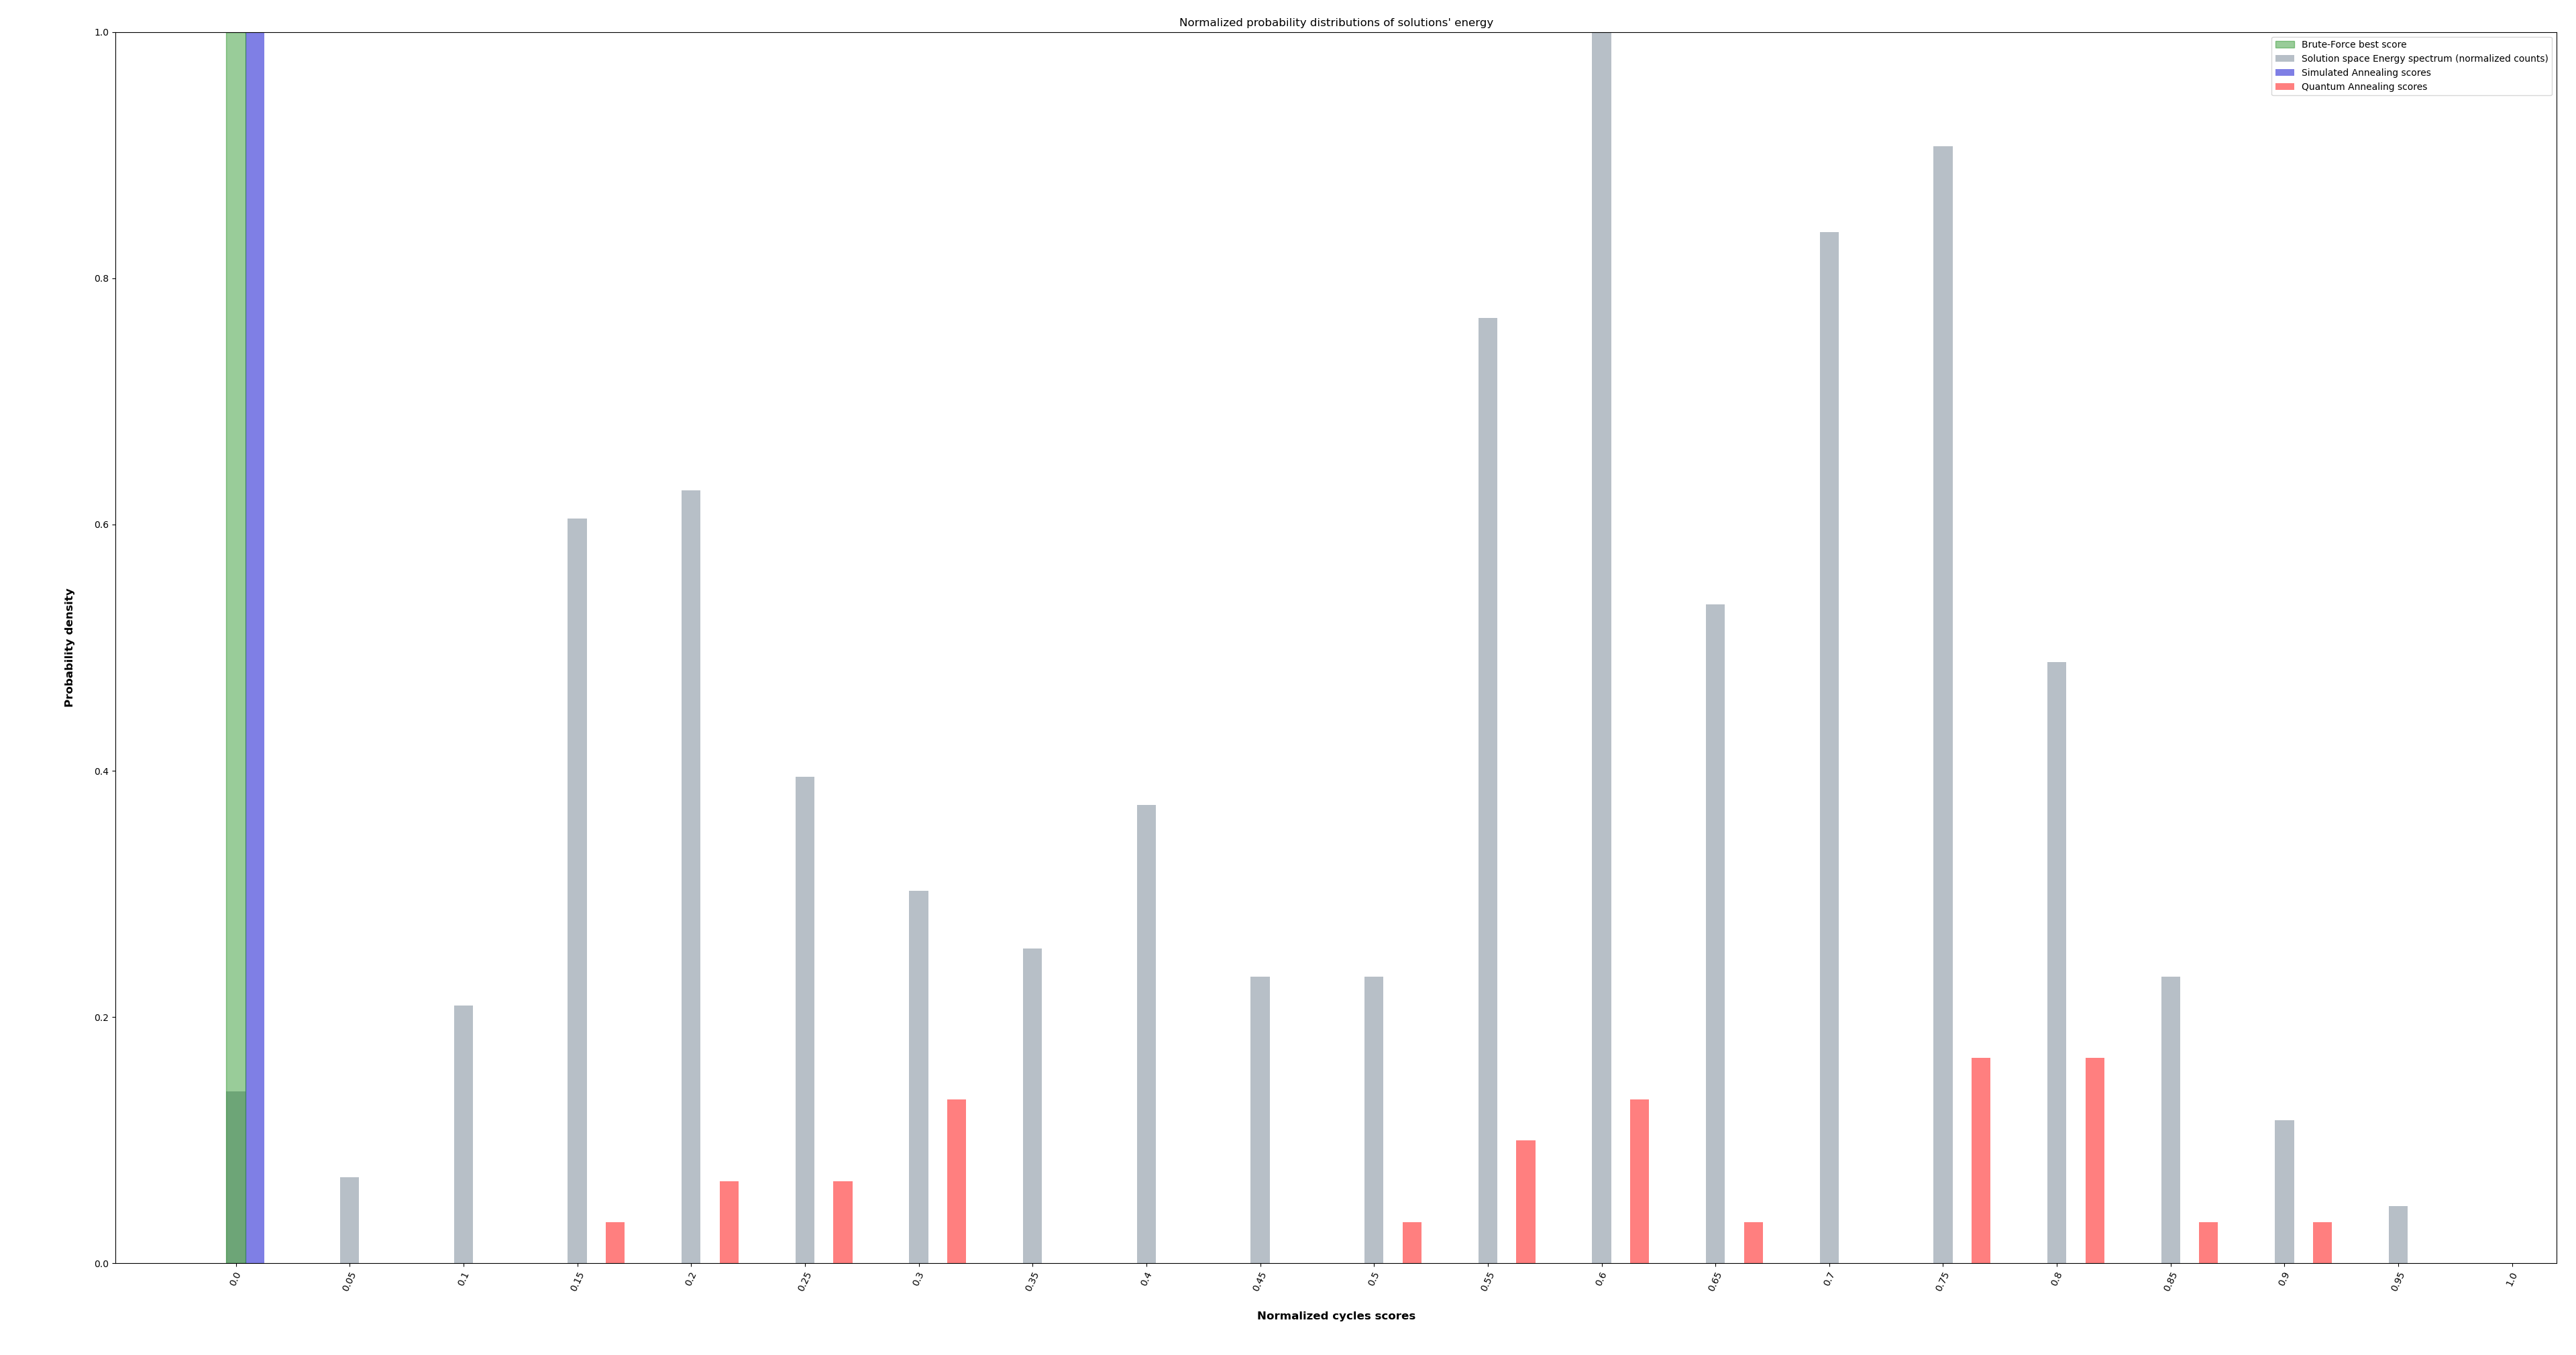 Normalized probability distributions of solutions' energy
Brute-Force best score
Solution space Energy spectrum (normalized counts)
Simulated Annealing scores
Quantum Annealing scores
1.0
0.8
0.6
0.4
0.2
0.0
Probability density
0.0 0.05 0.1 0.15 0.2 0.25 0.3 0.35 0.4 0.45 0.5 0.55 0.6 0.65 0.7 0.75 0.8 0.85 0.9 0.95 1.0
Normalized cycles scores